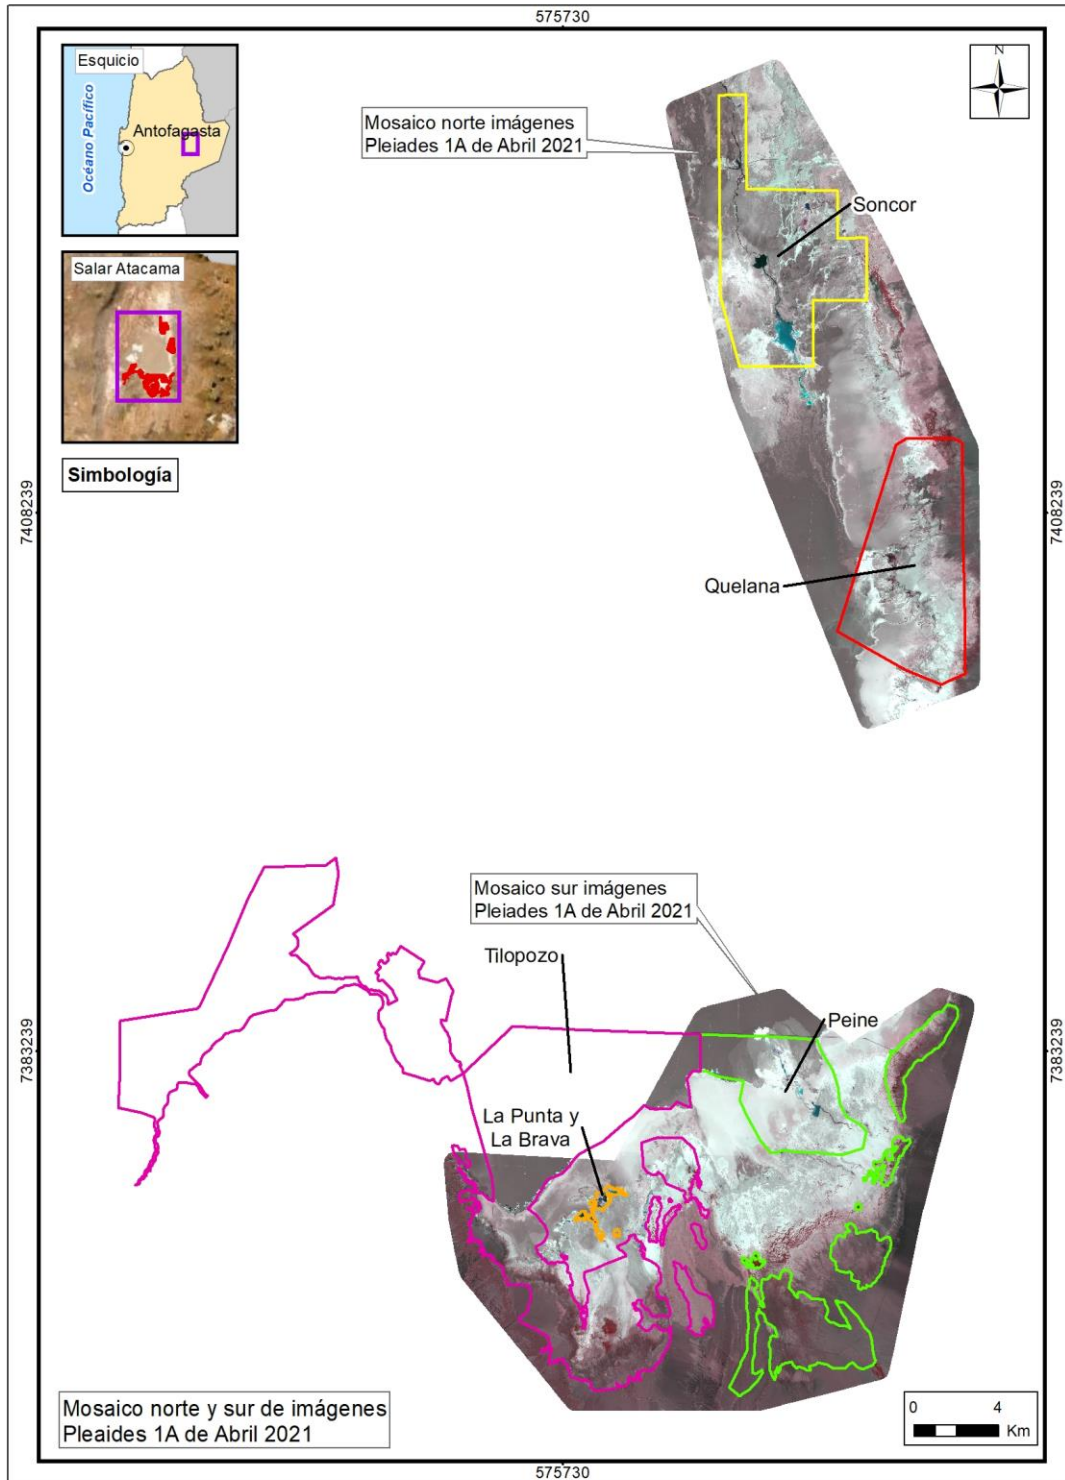 575730
Esquicio
Océano Pacífico
Antofagasta
N
Mosaico norte imágenes
Pleiades 1A de Abril 2021
Soncor
Salar Atacama
Simbología
7408239
7408239
Quelana
Mosaico sur imágenes
Pleiades 1A de Abril 2021
Tilopozo
Peine
7383239
7383239
La Punta y
La Brava
Mosaico norte y sur de imágenes
Pleaides 1A de Abril 2021
0 4
Km
575730